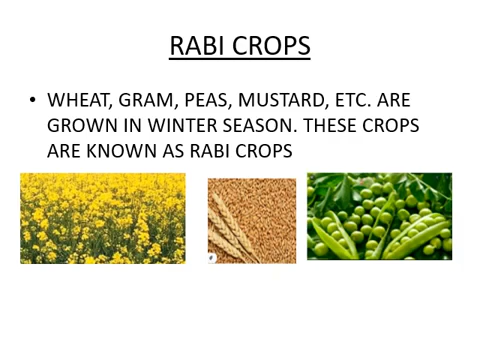 RABI CROPS
• WHEAT, GRAM, PEAS, MUSTARD, ETC. ARE
GROWN IN WINTER SEASON. THESE CROPS
ARE KNOWN AS RABI CROPS